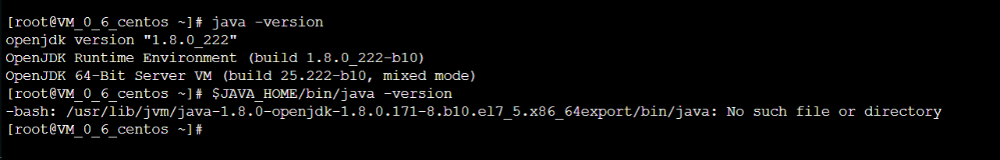 [root@VM_0_6_centos ~]# java -version
openjdk version "1.8.0_222"
OpenJDK Runtime Environment (build 1.8.0_222-b10)
OpenJDK 64-Bit Server VM (build 25.222-b10, mixed mode)
[root@VM_0_6_centos ~]# $JAVA_HOME/bin/java -version
-bash: /usr/lib/jvm/java-1.8.0-openjdk-1.8.0.171-8.b10.el7_5.x86_64export/bin/java: No such file or directory
[root@VM_0_6_centos ~]#